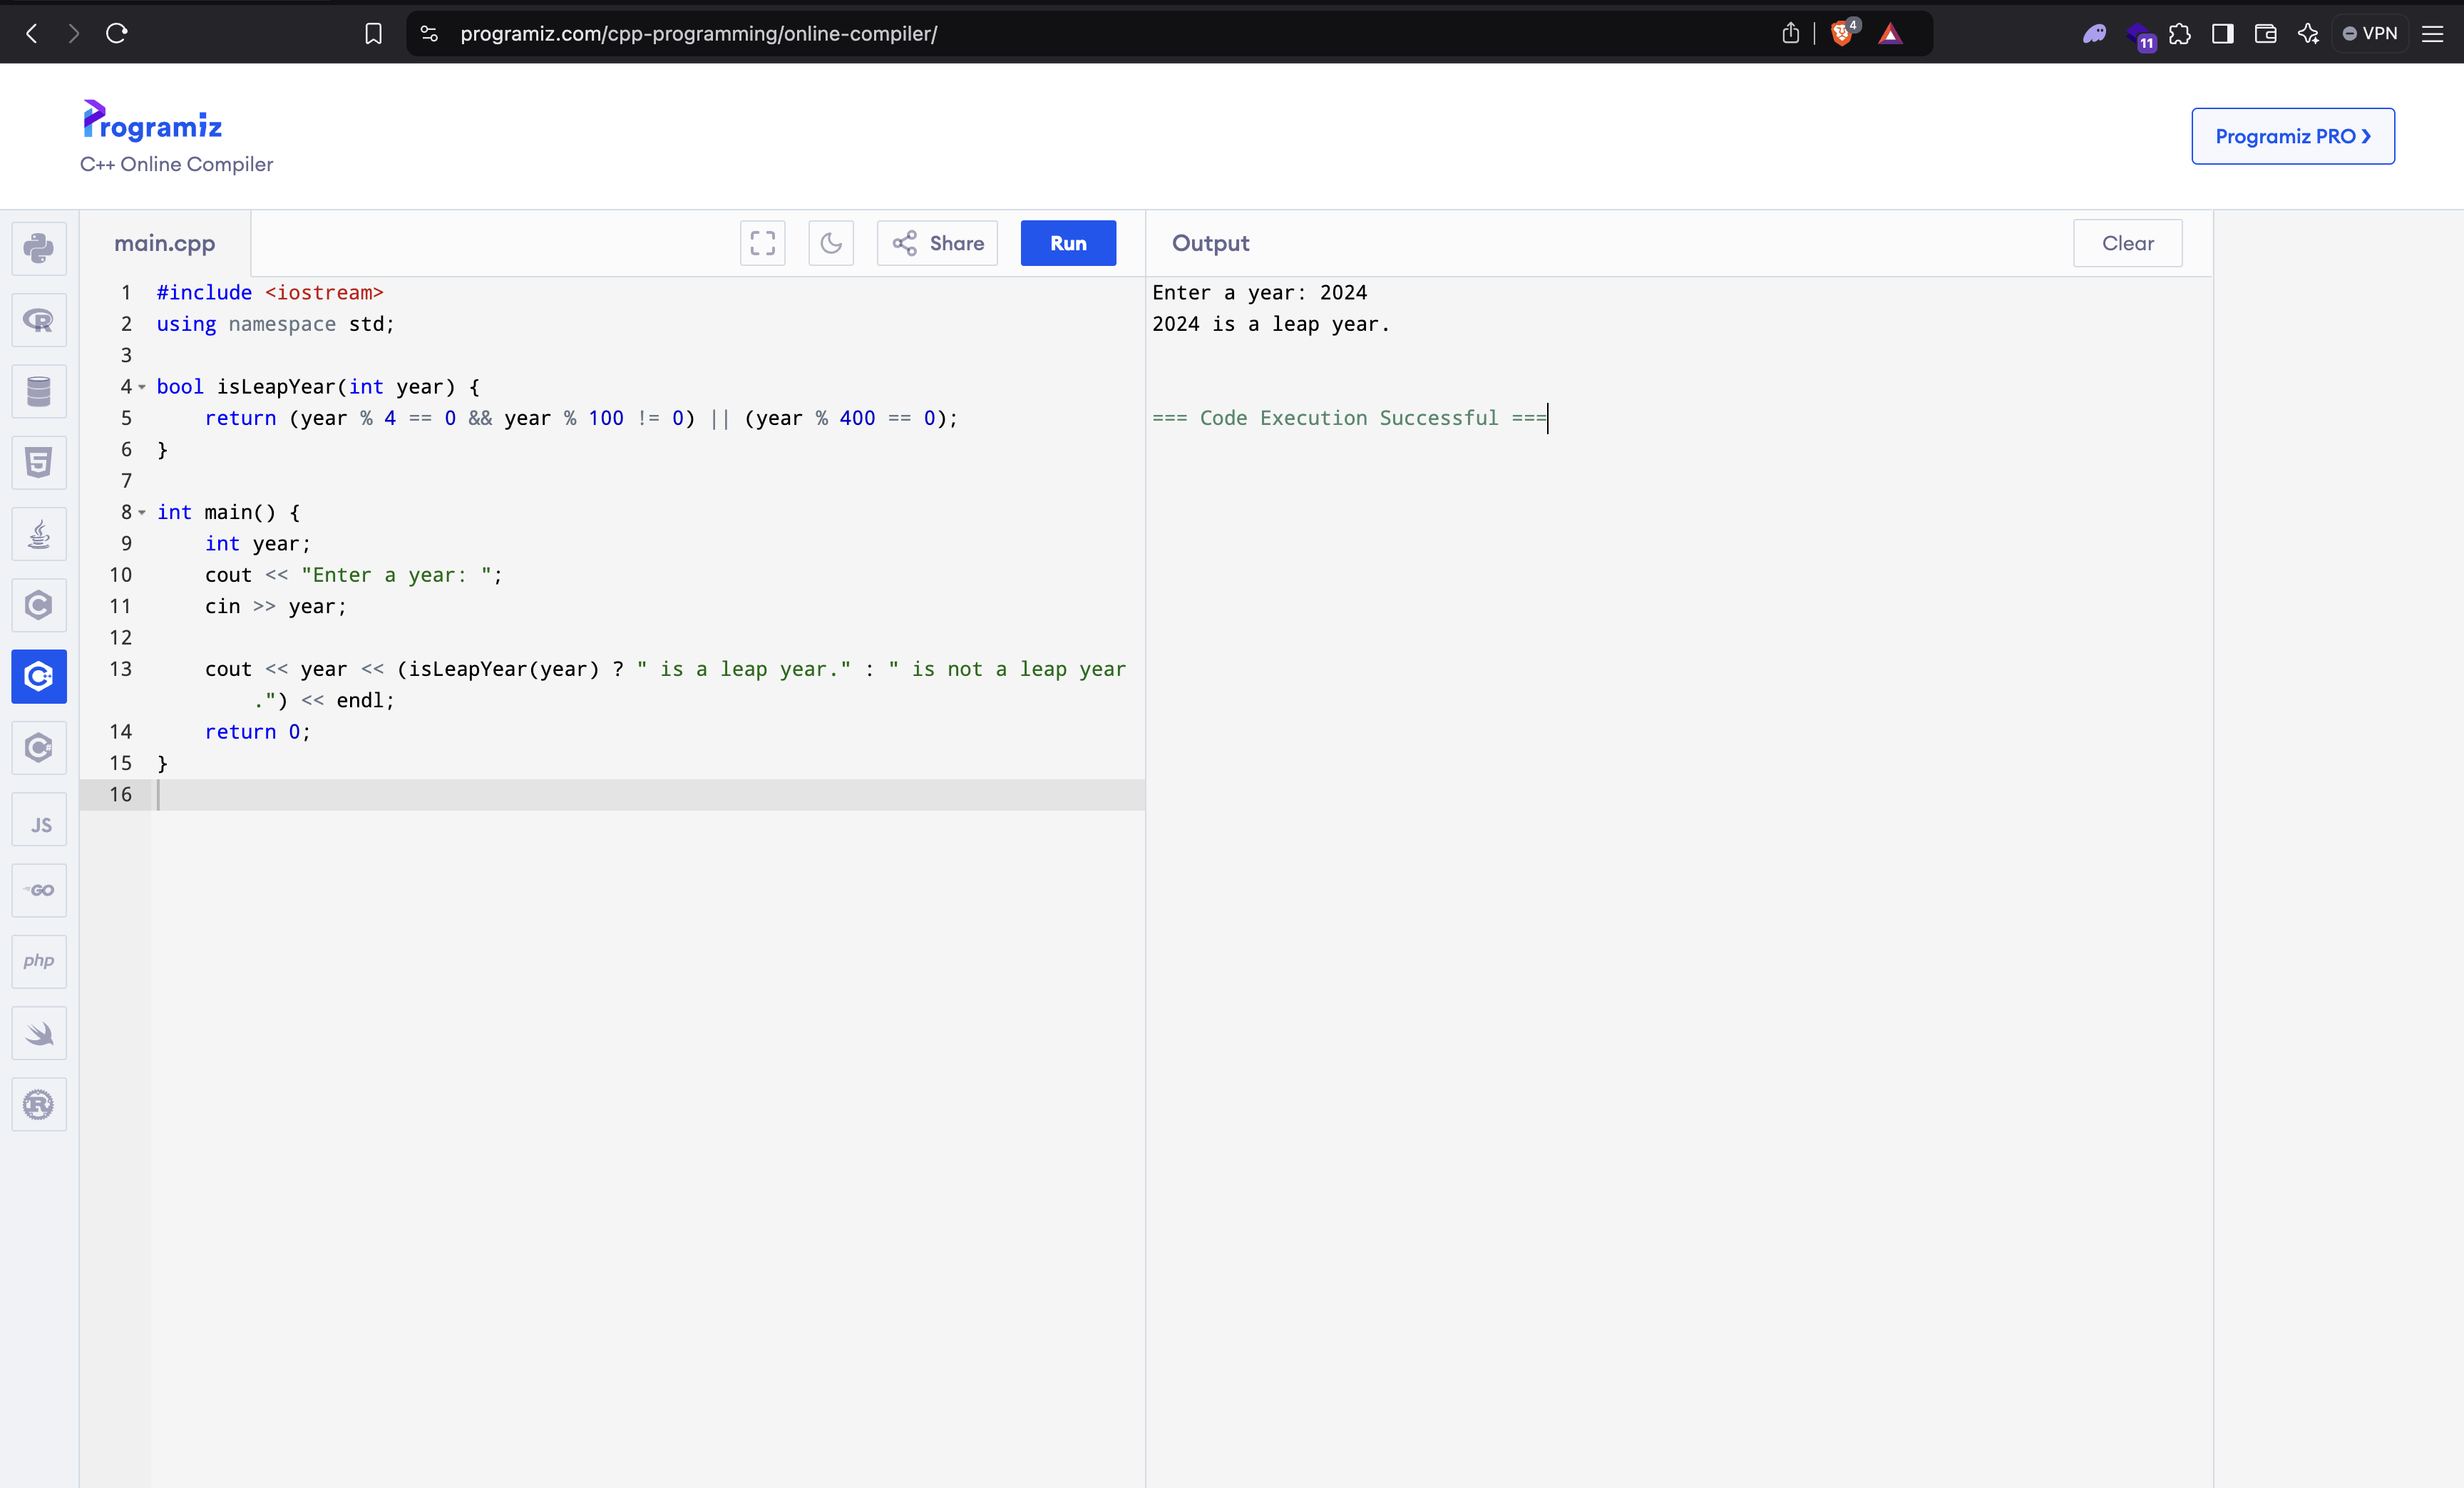 programiz.com/cpp-programming/online-compiler/
4
11
VPN
Programiz
C++ Online Compiler
Programiz PRO ❯
main.cpp
Share
Run
Output
Clear
1 #include <iostream>
2 using namespace std;
3
4 bool isLeapYear(int year) {
5 return (year % 4 == 0 && year % 100 != 0) || (year % 400 == 0);
6 }
7
8 int main() {
9 int year;
10 cout << "Enter a year: ";
11 cin >> year;
12
13 cout << year << (isLeapYear(year) ? " is a leap year." : " is not a leap year
.") << endl;
14 return 0;
15 }
16
Enter a year: 2024
2024 is a leap year.
=== Code Execution Successful ===
R
5
C
C+
C#
JS
GO
php
R